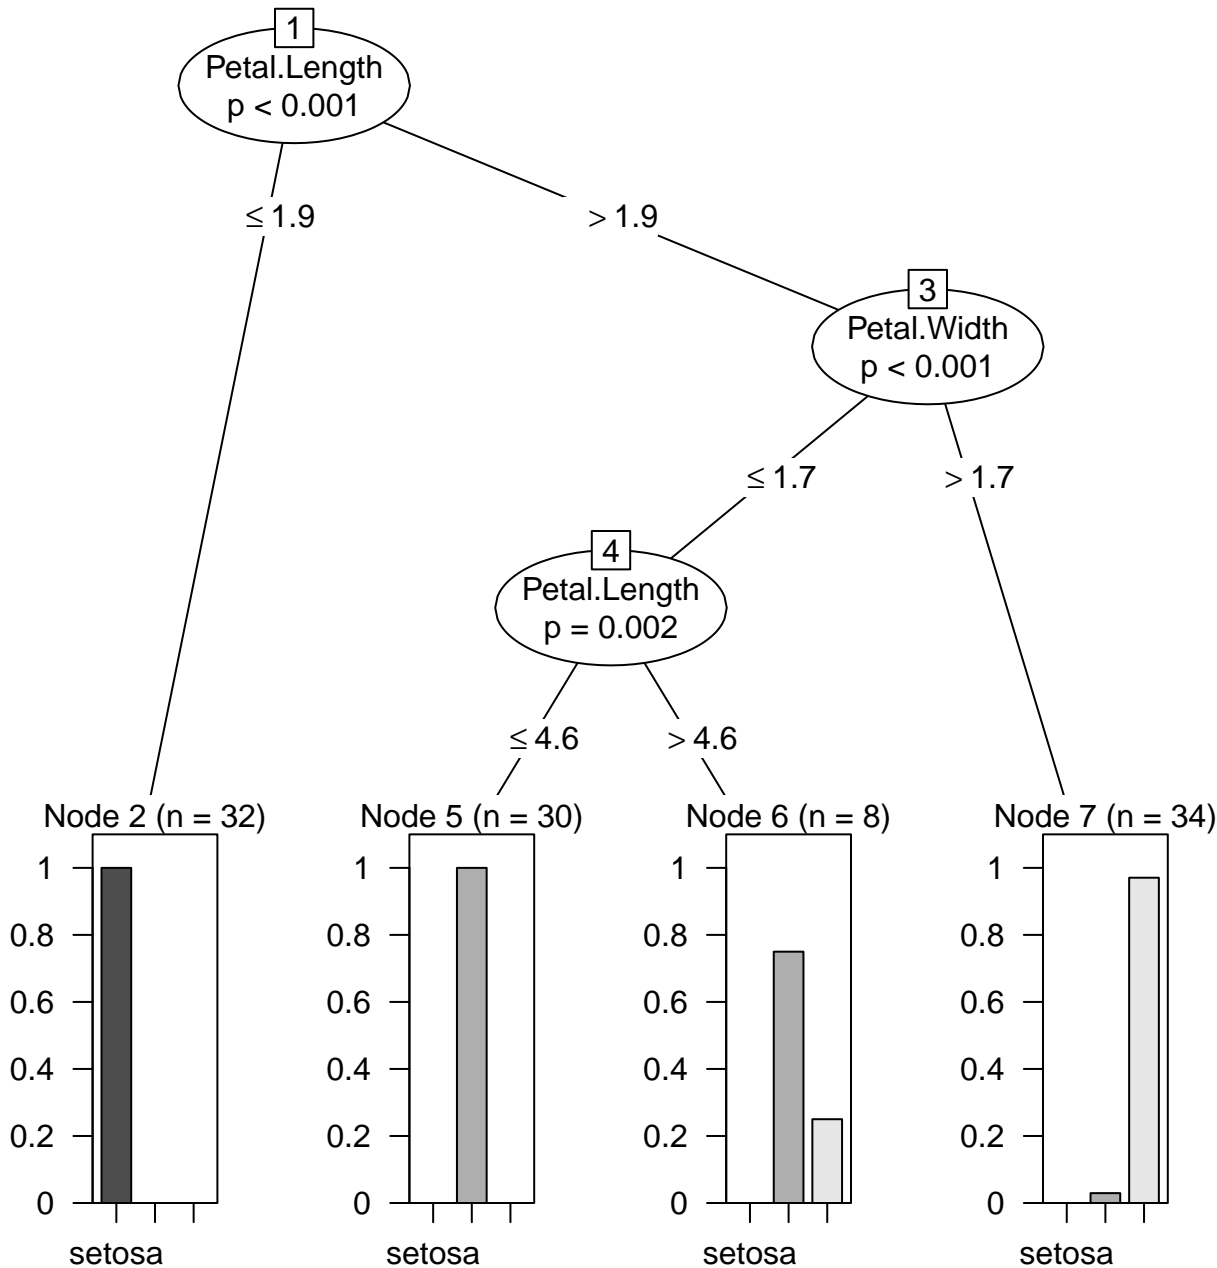 1
Petal.Length
p < 0.001
≤ 1.9
> 1.9
3
Petal.Width
p < 0.001
≤ 1.7
> 1.7
4
Petal.Length
p = 0.002
≤ 4.6
> 4.6
Node 2 (n = 32)
1
0.8
0.6
0.4
0.2
0
setosa
Node 5 (n = 30)
1
0.8
0.6
0.4
0.2
0
setosa
Node 6 (n = 8)
1
0.8
0.6
0.4
0.2
0
setosa
Node 7 (n = 34)
1
0.8
0.6
0.4
0.2
0
setosa